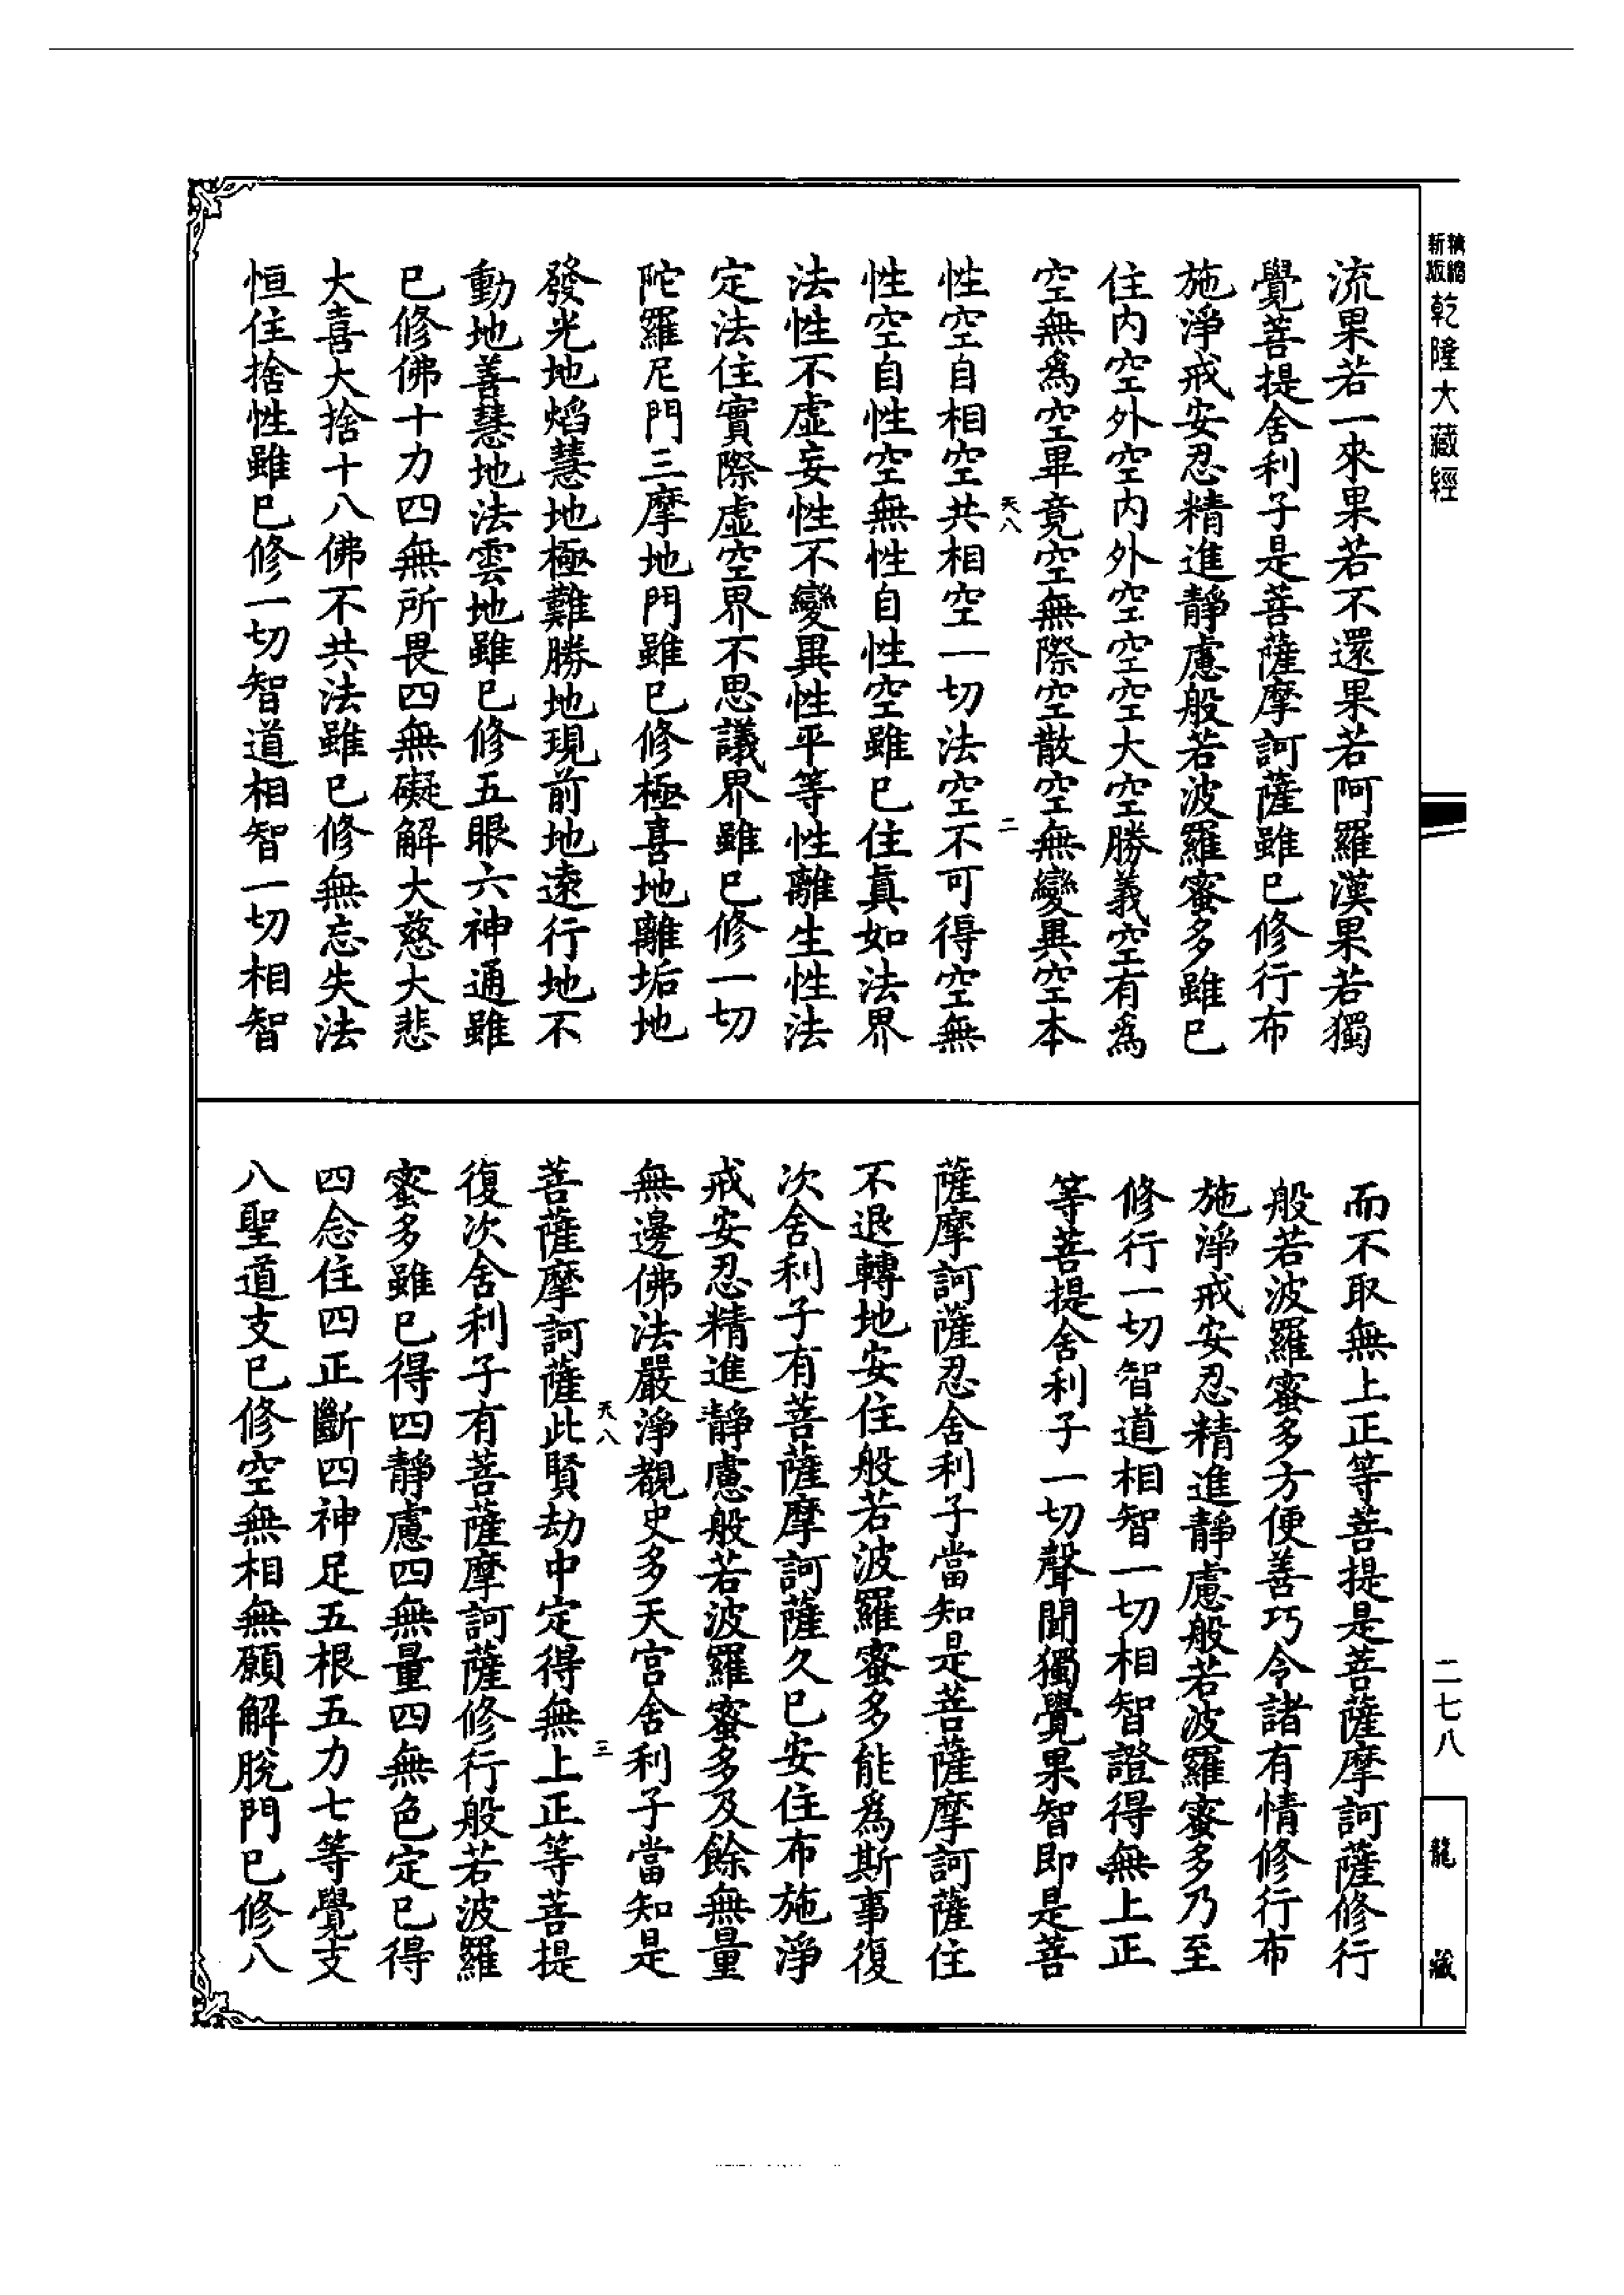 新版精縮乾隆大藏經
流果若一來果若不還果若阿羅漢果若獨
覺菩提舍利子是菩薩摩訶薩雖已修行布
施淨戒安忍精進靜慮般若波羅蜜多雖已
住內空外空內外空空空大空勝義空有為
空無為空畢竟空無際空散空無變異空本
天八
二
性空自相空共相空一切法空不可得空無
性空自性空無性自性空雖已住真如法界
法性不虛妄性不變異性平等性離生性法
定法住實際虛空界不思議界雖已修一切
陀羅尼門三摩地門雖已修極喜地離垢地
發光地焰慧地極難勝地現前地遠行地不
動地善慧地法雲地雖已修五眼六神通雖
已修佛十力四無所畏四無礙解大慈大悲
大喜大捨十八佛不共法雖已修無忘失法
恒住捨性雖已修一切智道相智一切相智
而不取無上正等菩提是菩薩摩訶薩修行
般若波羅蜜多方便善巧令諸有情修行布
施淨戒安忍精進靜慮般若波羅蜜多乃至
修行一切智道相智一切相智證得無上正
等菩提舍利子一切聲聞獨覺果智即是菩
薩摩訶薩忍舍利子當知是菩薩摩訶薩住
不退轉地安住般若波羅蜜多能為斯事復
次舍利子有菩薩摩訶薩久已安住布施淨
戒安忍精進靜慮般若波羅蜜多及餘無量
無邊佛法嚴淨覩史多天宮舍利子當知是
天八
三
菩薩摩訶薩此賢劫中定得無上正等菩提
復次舍利子有菩薩摩訶薩修行般若波羅
蜜多雖已得四靜慮四無量四無色定已得
四念住四正斷四神足五根五力七等覺支
八聖道支已修空無相無願解脫門已修八
二七八
龍藏